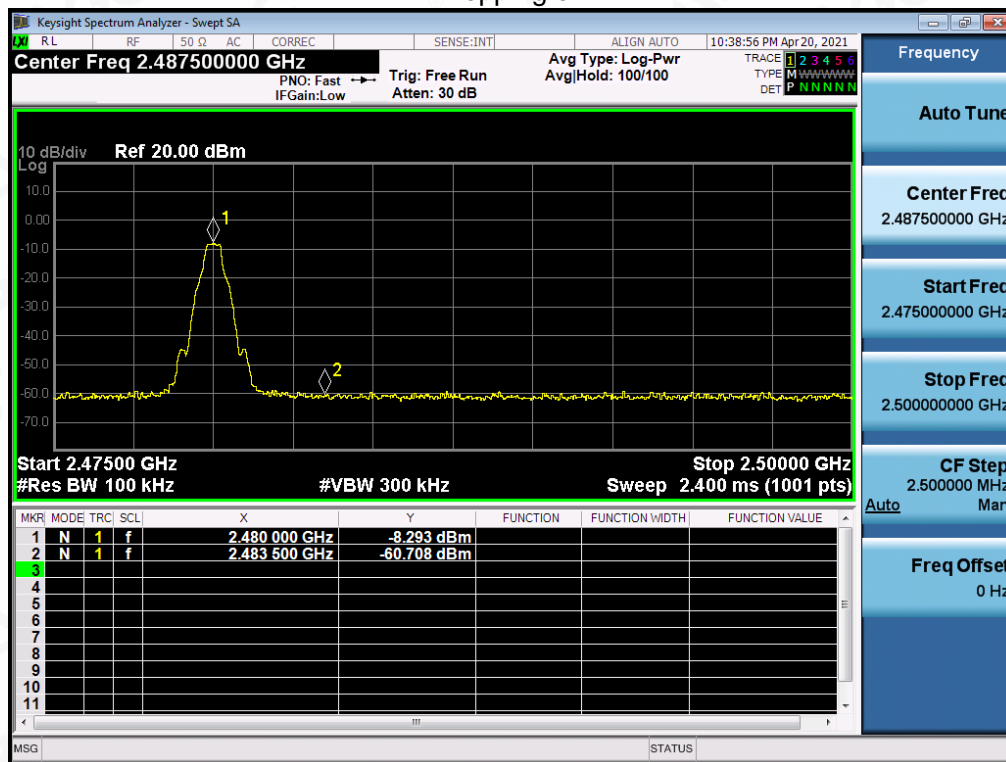 Keysight Spectrum Analyzer - Swept SA
LXI RL RF 50 Ω AC CORREC SENSE:INT ALIGN AUTO 10:38:56 PM Apr 20, 2021
Center Freq 2.487500000 GHz
PNO: Fast
IFGain:Low
Trig: Free Run
Atten: 30 dB
Avg Type: Log-Pwr
Avg|Hold: 100/100
TRACE 1 2 3 4 5 6
TYPE M WWWWW
DET P N N N N N
Frequency
Auto Tune
Center Freq
2.487500000 GHz
Start Freq
2.475000000 GHz
Stop Freq
2.500000000 GHz
CF Step
2.500000 MHz
Auto Man
Freq Offset
0 Hz
10 dB/div Ref 20.00 dBm
Log
10.0
0.00
-10.0
-20.0
-30.0
-40.0
-50.0
-60.0
-70.0
1
2
Start 2.47500 GHz Stop 2.50000 GHz
#Res BW 100 kHz #VBW 300 kHz Sweep 2.400 ms (1001 pts)
MKR MODE TRC SCL X Y FUNCTION FUNCTION WIDTH FUNCTION VALUE
1 N 1 f 2.480 000 GHz -8.293 dBm
2 N 1 f 2.483 500 GHz -60.708 dBm
3
4
5
6
7
8
9
10
11
MSG STATUS